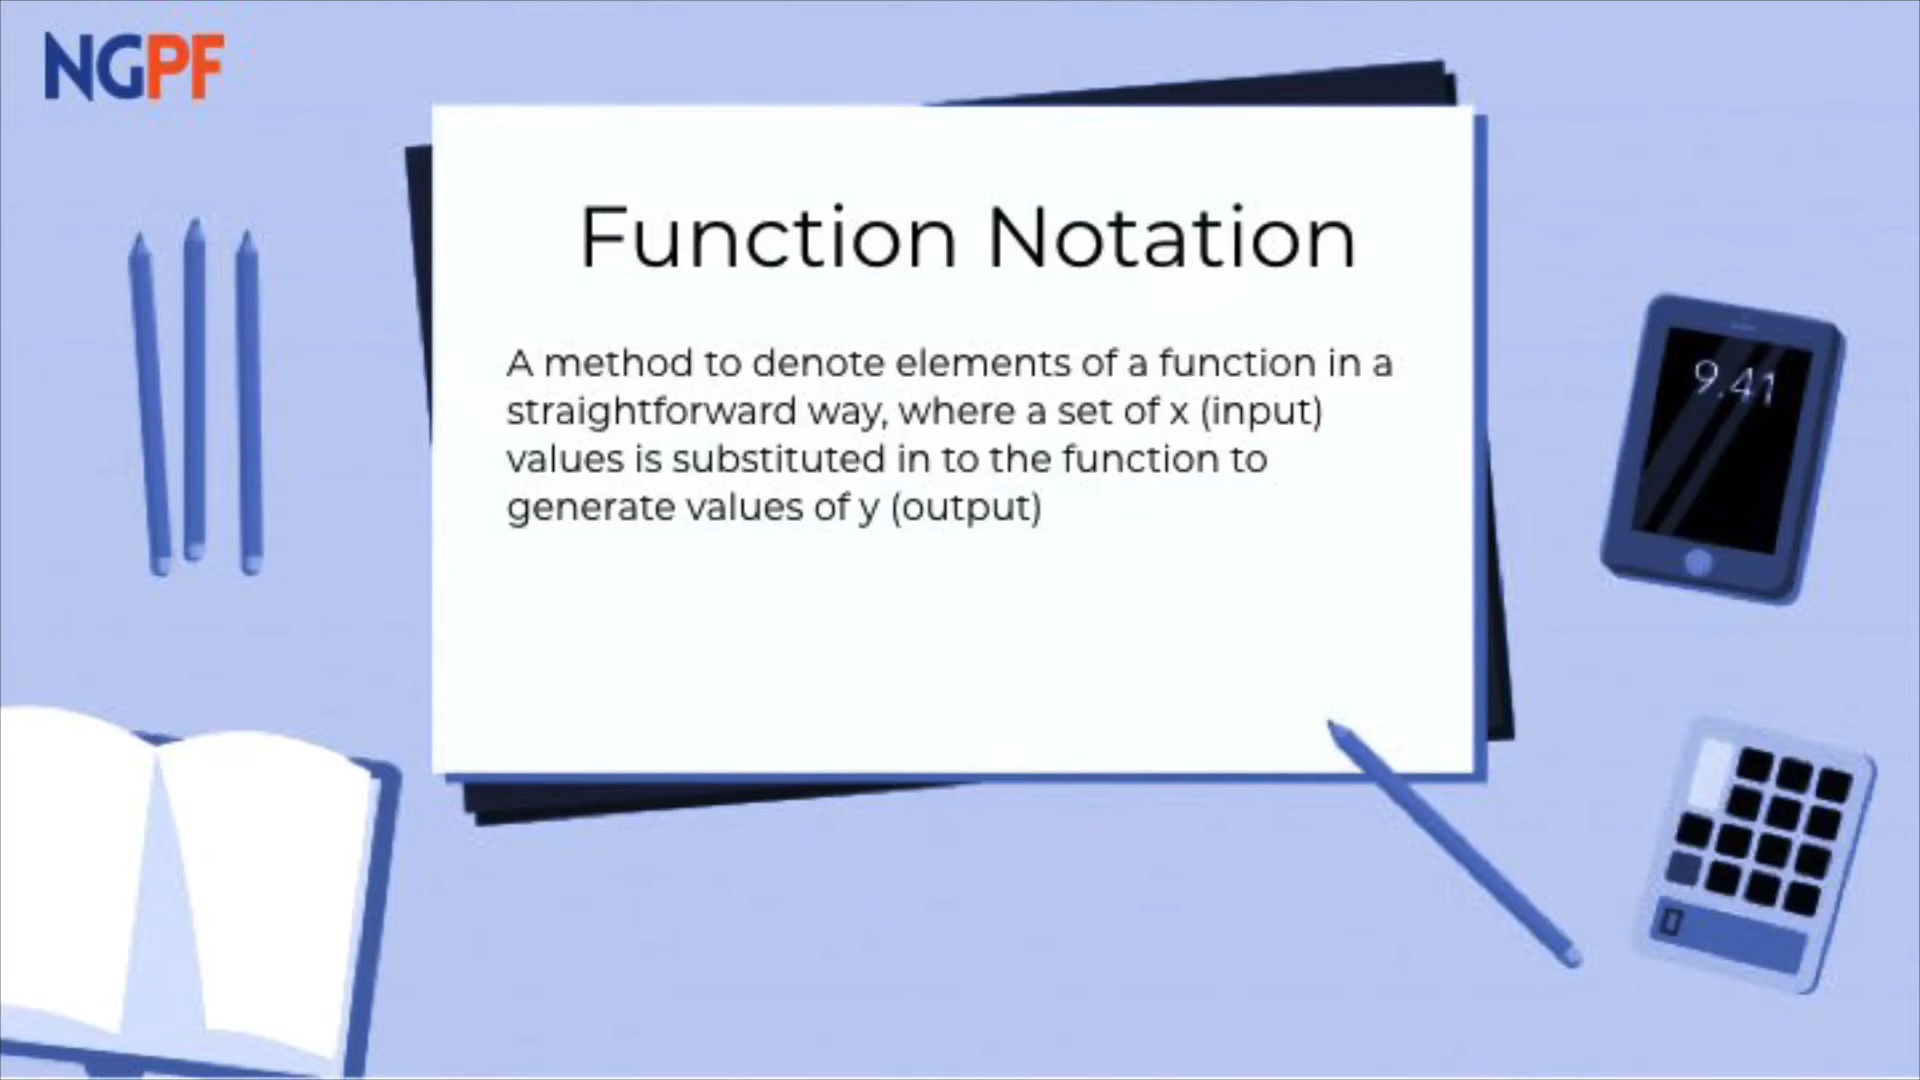 NGPF
Function Notation
A method to denote elements of a function in a
straightforward way, where a set of x (input)
values is substituted in to the function to
generate values of y (output)
9.41
0